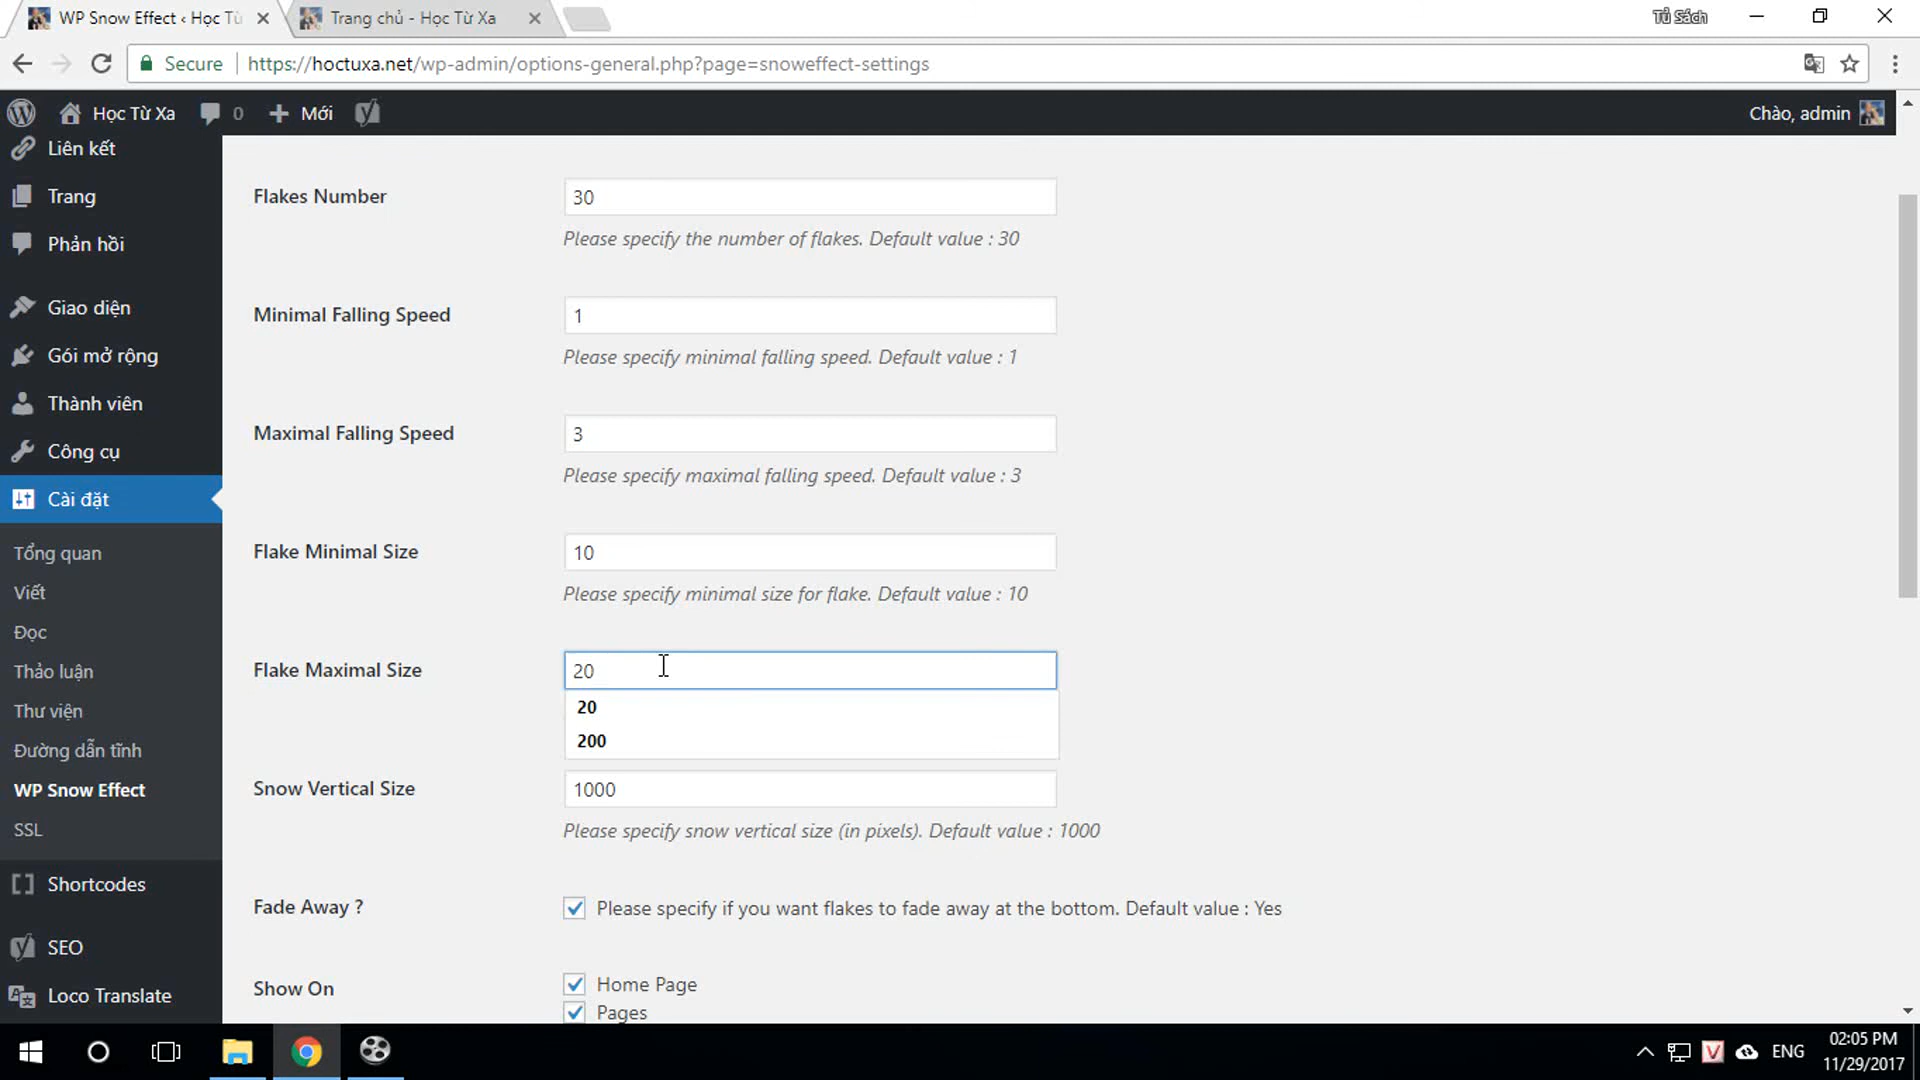 WP Snow Effect ‹ Học Từ
Trang chủ - Học Từ Xa
Tủ Sách
Secure
https://hoctuxa.net/wp-admin/options-general.php?page=snoweffect-settings
Học Từ Xa
0
Mới
Chào, admin
Liên kết
Trang
Phản hồi
Giao diện
Gói mở rộng
Thành viên
Công cụ
Cài đặt
Tổng quan
Viết
Đọc
Thảo luận
Thư viện
Đường dẫn tĩnh
WP Snow Effect
SSL
Shortcodes
SEO
Loco Translate
Flakes Number
30
Please specify the number of flakes. Default value : 30
Minimal Falling Speed
1
Please specify minimal falling speed. Default value : 1
Maximal Falling Speed
3
Please specify maximal falling speed. Default value : 3
Flake Minimal Size
10
Please specify minimal size for flake. Default value : 10
Flake Maximal Size
20
20
200
Snow Vertical Size
1000
Please specify snow vertical size (in pixels). Default value : 1000
Fade Away ?
Please specify if you want flakes to fade away at the bottom. Default value : Yes
Show On
Home Page
Pages
ENG
02:05 PM
11/29/2017